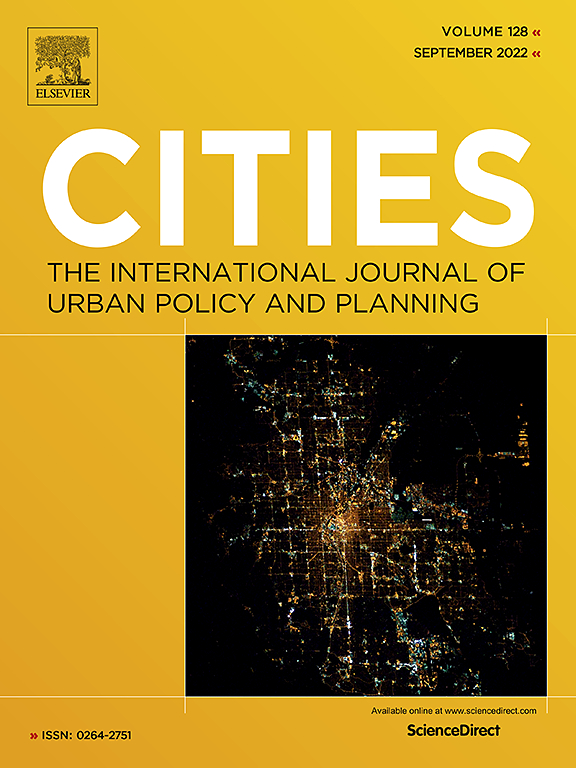 VOLUME 128 «
SEPTEMBER 2022 «
ELSEVIER
CITIES
THE INTERNATIONAL JOURNAL OF
URBAN POLICY AND PLANNING
Available online at www.sciencedirect.com
ScienceDirect
» ISSN: 0264-2751